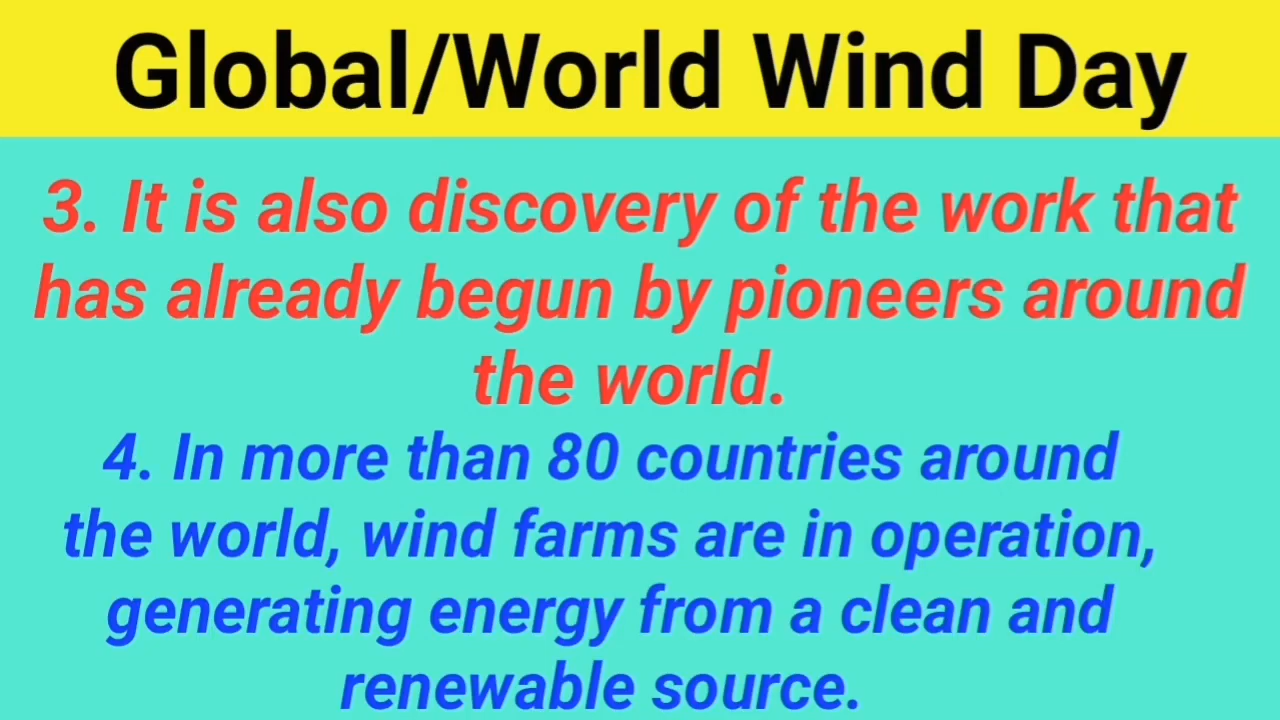 Global/World Wind Day
3. It is also discovery of the work that
has already begun by pioneers around
the world.
4. In more than 80 countries around
the world, wind farms are in operation,
generating energy from a clean and
renewable source.